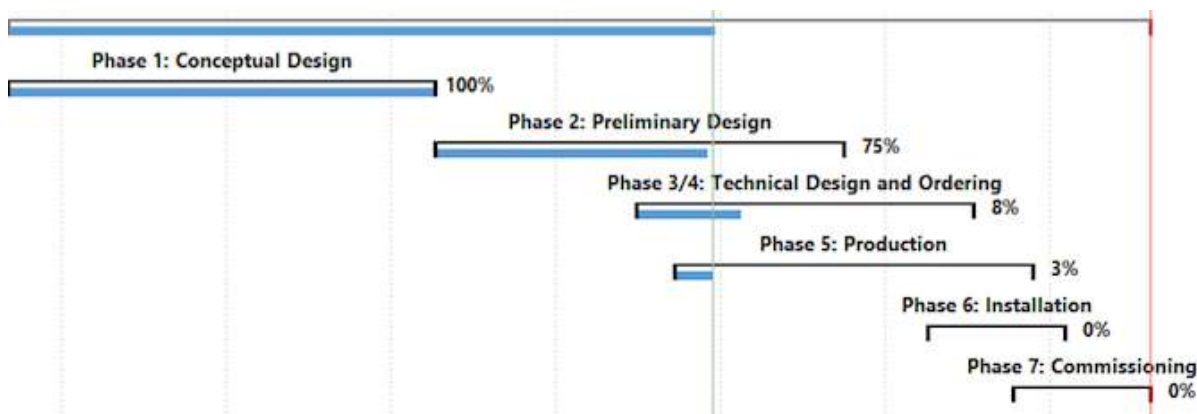 Phase 1: Conceptual Design
100%
Phase 2: Preliminary Design
75%
Phase 3/4: Technical Design and Ordering
8%
Phase 5: Production
3%
Phase 6: Installation
0%
Phase 7: Commissioning
0%